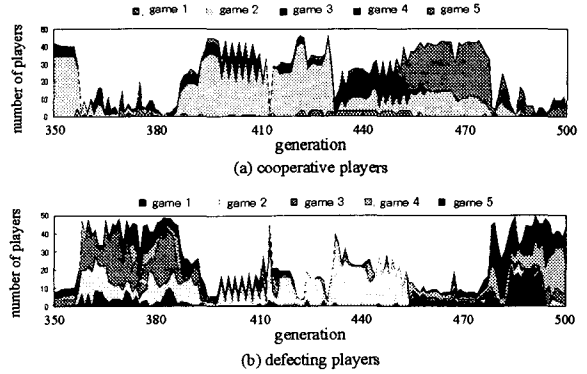 game 1 game 2 game 3 game 4 game 5
number of players
50
40
30
20
10
0
350 380 410 440 470 500
generation
(a) cooperative players
game 1 game 2 game 3 game 4 game 5
number of players
50
40
30
20
10
0
350 380 410 440 470 500
generation
(b) defecting players